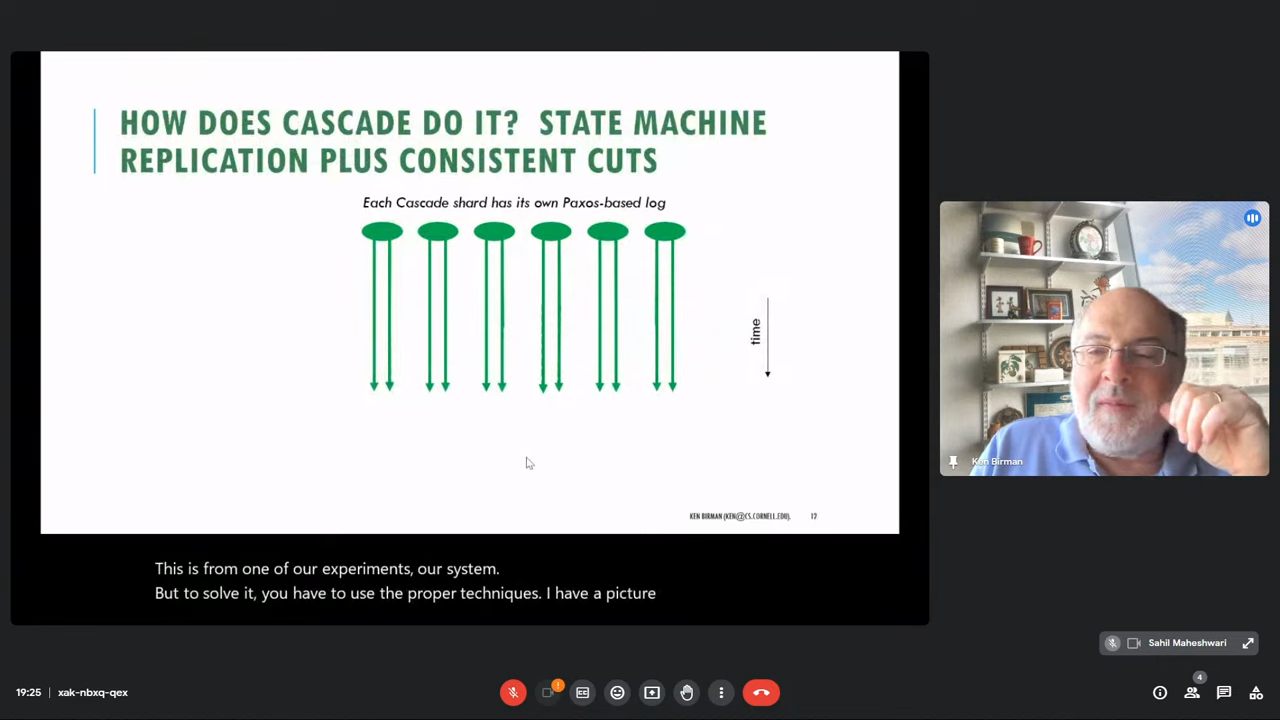 HOW DOES CASCADE DO IT? STATE MACHINE
REPLICATION PLUS CONSISTENT CUTS
Each Cascade shard has its own Paxos-based log
time
KEN BIRMAN (KEN@CS.CORNELL.EDU). 12
This is from one of our experiments, our system.
But to solve it, you have to use the proper techniques. I have a picture
Ken Birman
Sahil Maheshwari
19:25 xak-nbxq-qex
4